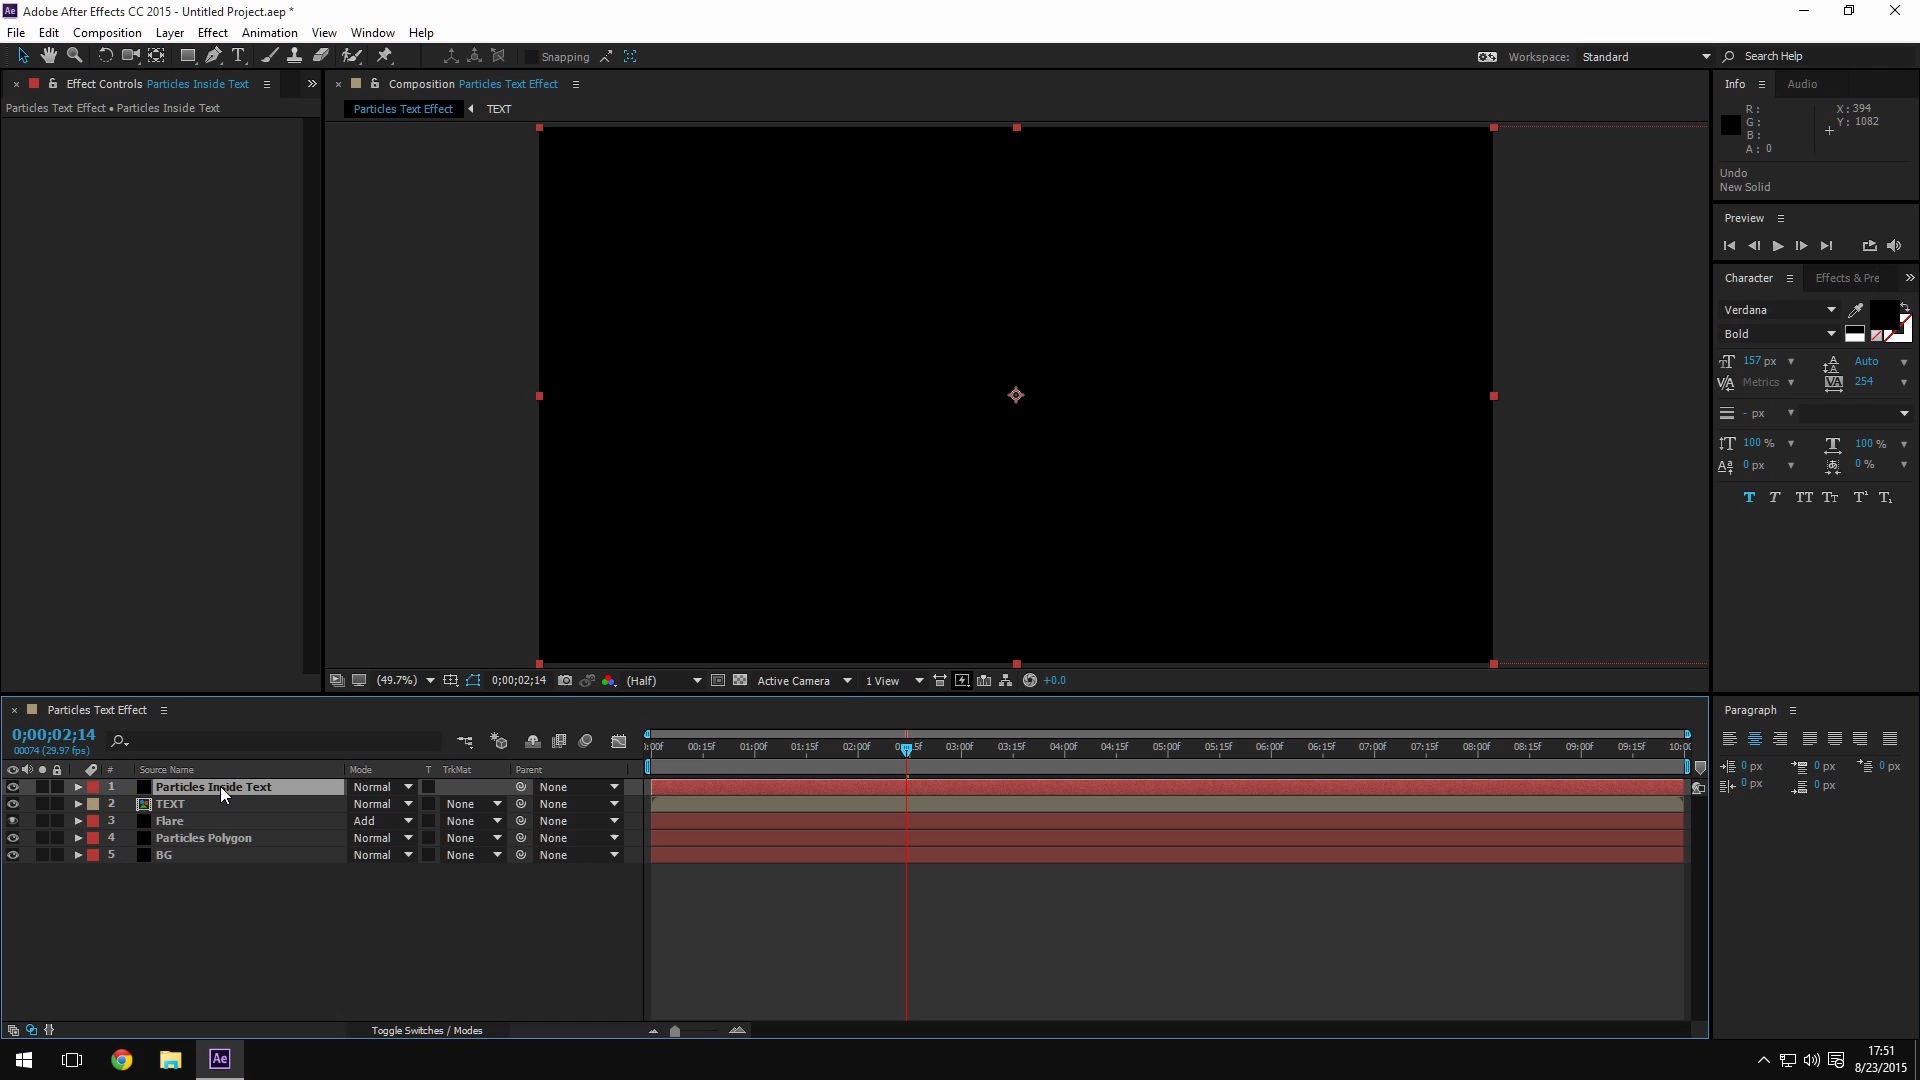 Ae Adobe After Effects CC 2015 - Untitled Project.aep *
File Edit Composition Layer Effect Animation View Window Help
Snapping Workspace: Standard Search Help
Effect Controls Particles Inside Text
Composition Particles Text Effect
Info Audio
Particles Text Effect • Particles Inside Text
Particles Text Effect TEXT
R: X: 394
G: Y: 1082
B:
A: 0
Undo
New Solid
Preview
Character Effects & Pre
Verdana
Bold
157 px Auto
Metrics 254
- px
100 % 100 %
0 px 0 %
T T TT Tт T¹ T₁
(49.7%) 0;00;02;14 (Half) Active Camera 1 View +0.0
Particles Text Effect
Paragraph
0;00;02;14
00074 (29.97 fps)
00f 00:15f 01:00f 01:15f 02:00f 03:00f 03:15f 04:00f 04:15f 05:00f 05:15f 06:00f 06:15f 07:00f 07:15f 08:00f 08:15f 09:00f 09:15f
0 px 0 px 0 px
0 px 0 px
# Source Name Mode T TrkMat Parent
1 Particles Inside Text Normal None
2 TEXT Normal None None
3 Flare Add None None
4 Particles Polygon Normal None None
5 BG Normal None None
Toggle Switches / Modes
Ae
17:51
8/23/2015